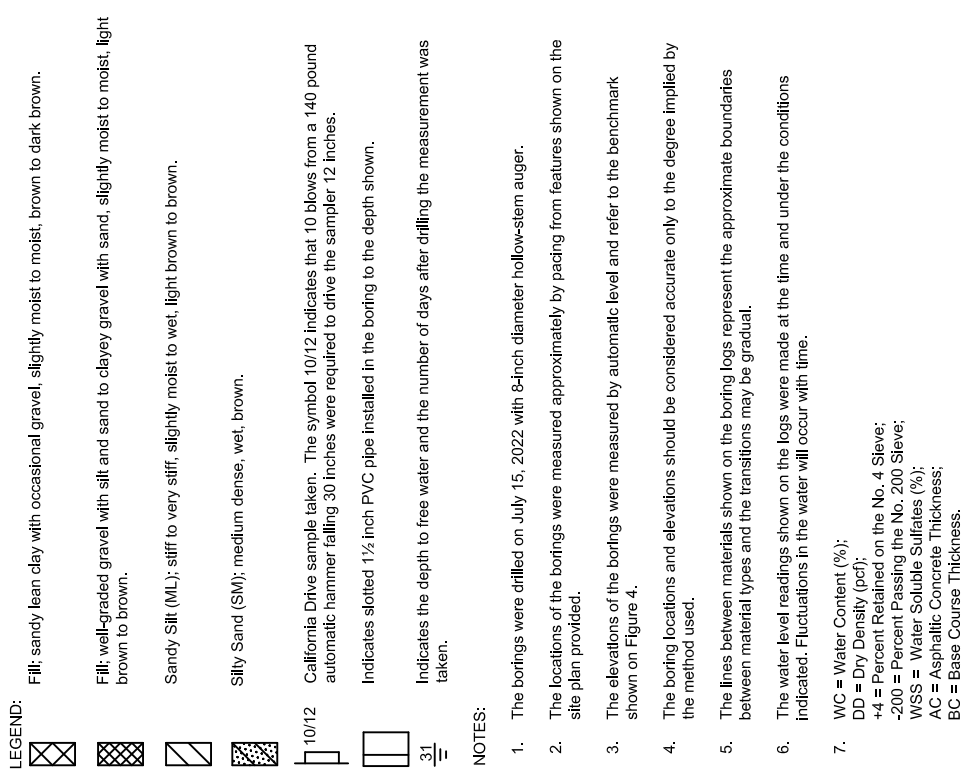 LEGEND:
Fill; sandy lean clay with occasional gravel, slightly moist to moist, brown to dark brown.
Fill; well-graded gravel with silt and sand to clayey gravel with sand, slightly moist to moist, light
brown to brown.
Sandy Silt (ML); stiff to very stiff, slightly moist to wet, light brown to brown.
Silty Sand (SM); medium dense, wet, brown.
10/12
California Drive sample taken. The symbol 10/12 indicates that 10 blows from a 140 pound
automatic hammer falling 30 inches were required to drive the sampler 12 inches.
Indicates slotted 1½ inch PVC pipe installed in the boring to the depth shown.
31
Indicates the depth to free water and the number of days after drilling the measurement was
taken.
NOTES:
1. The borings were drilled on July 15, 2022 with 8-inch diameter hollow-stem auger.
2. The locations of the borings were measured approximately by pacing from features shown on the
site plan provided.
3. The elevations of the borings were measured by automatic level and refer to the benchmark
shown on Figure 4.
4. The boring locations and elevations should be considered accurate only to the degree implied by
the method used.
5. The lines between materials shown on the boring logs represent the approximate boundaries
between material types and the transitions may be gradual.
6. The water level readings shown on the logs were made at the time and under the conditions
indicated. Fluctuations in the water will occur with time.
7. WC = Water Content (%);
DD = Dry Density (pcf);
+4 = Percent Retained on the No. 4 Sieve;
-200 = Percent Passing the No. 200 Sieve;
WSS = Water Soluble Sulfates (%);
AC = Asphaltic Concrete Thickness;
BC = Base Course Thickness.